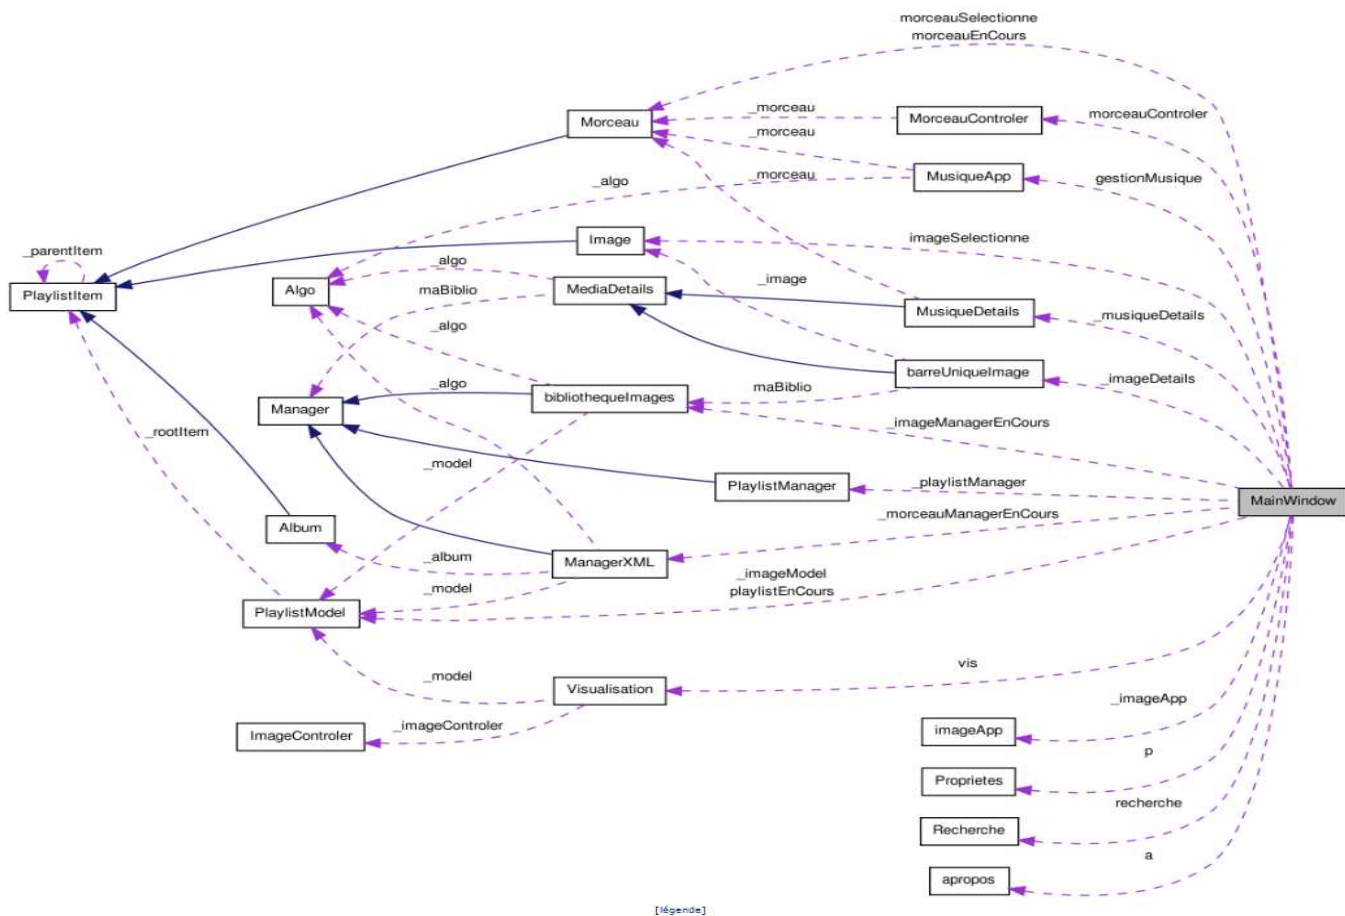 morceauSelectionne
morceauEnCours
Morceau
_morceau
MorceauControler
morceauControler
_morceau
_algo
_morceau
MusiqueApp
gestionMusique
_parentItem
PlaylistItem
Image
imageSelectionne
_algo
_image
Algo
maBiblio
MediaDetails
MusiqueDetails
_musiqueDetails
_algo
barreUniqueImage
_imageDetails
_algo
maBiblio
Manager
bibliothequeImages
_imageManagerEnCours
_rootItem
_model
PlaylistManager
_playlistManager
MainWindow
_morceauManagerEnCours
Album
_album
ManagerXML
_imageModel
_model
playlistEnCours
PlaylistModel
vis
_model
Visualisation
_imageApp
ImageControler
_imageControler
imageApp
p
Proprietes
recherche
Recherche
a
apropos
[légende]